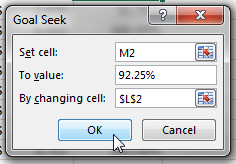 Goal Seek
Set cell: M2
To value: 92.25%
By changing cell: $L$2
OK Cancel